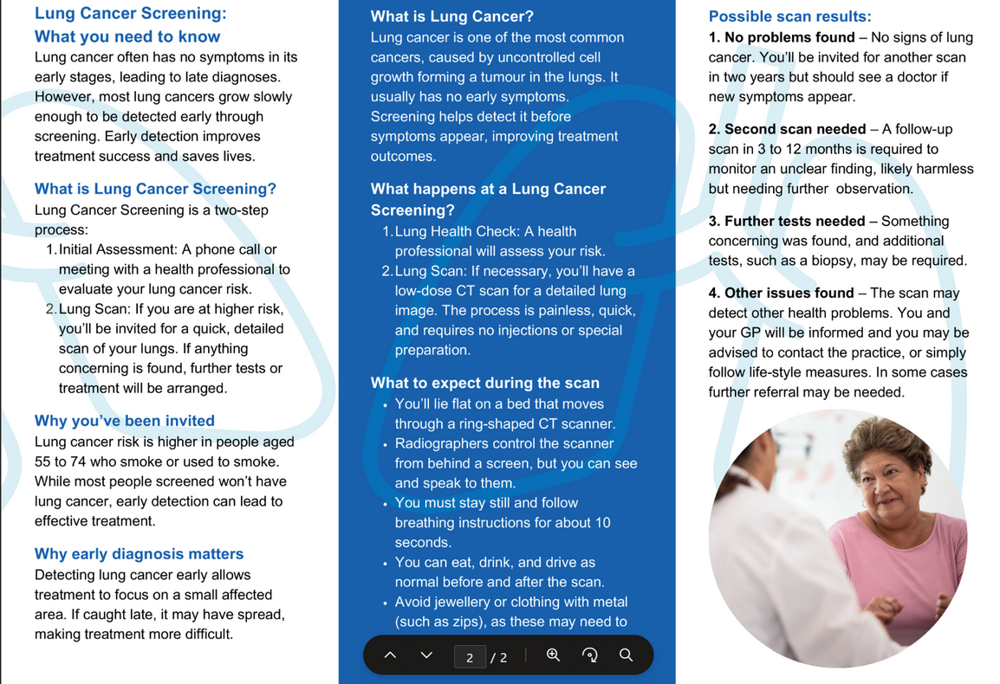 Lung Cancer Screening:
What you need to know
Lung cancer often has no symptoms in its
early stages, leading to late diagnoses.
However, most lung cancers grow slowly
enough to be detected early through
screening. Early detection improves
treatment success and saves lives.
What is Lung Cancer Screening?
Lung Cancer Screening is a two-step
process:
1. Initial Assessment: A phone call or
meeting with a health professional to
evaluate your lung cancer risk.
2. Lung Scan: If you are at higher risk,
you'll be invited for a quick, detailed
scan of your lungs. If anything
concerning is found, further tests or
treatment will be arranged.
Why you've been invited
Lung cancer risk is higher in people aged
55 to 74 who smoke or used to smoke.
While most people screened won't have
lung cancer, early detection can lead to
effective treatment.
Why early diagnosis matters
Detecting lung cancer early allows
treatment to focus on a small affected
area. If caught late, it may have spread,
making treatment more difficult.
What is Lung Cancer?
Lung cancer is one of the most common
cancers, caused by uncontrolled cell
growth forming a tumour in the lungs. It
usually has no early symptoms.
Screening helps detect it before
symptoms appear, improving treatment
outcomes.
What happens at a Lung Cancer
Screening?
1. Lung Health Check: A health
professional will assess your risk.
2. Lung Scan: If necessary, you'll have a
low-dose CT scan for a detailed lung
image. The process is painless, quick,
and requires no injections or special
preparation.
What to expect during the scan
• You'll lie flat on a bed that moves
through a ring-shaped CT scanner.
• Radiographers control the scanner
from behind a screen, but you can see
and speak to them.
• You must stay still and follow
breathing instructions for about 10
seconds.
• You can eat, drink, and drive as
normal before and after the scan.
• Avoid jewellery or clothing with metal
(such as zips), as these may need to
2 / 2
Possible scan results:
1. No problems found – No signs of lung
cancer. You'll be invited for another scan
in two years but should see a doctor if
new symptoms appear.
2. Second scan needed – A follow-up
scan in 3 to 12 months is required to
monitor an unclear finding, likely harmless
but needing further  observation.
3. Further tests needed – Something
concerning was found, and additional
tests, such as a biopsy, may be required.
4. Other issues found – The scan may
detect other health problems. You and
your GP will be informed and you may be
advised to contact the practice, or simply
follow life-style measures. In some cases
further referral may be needed.